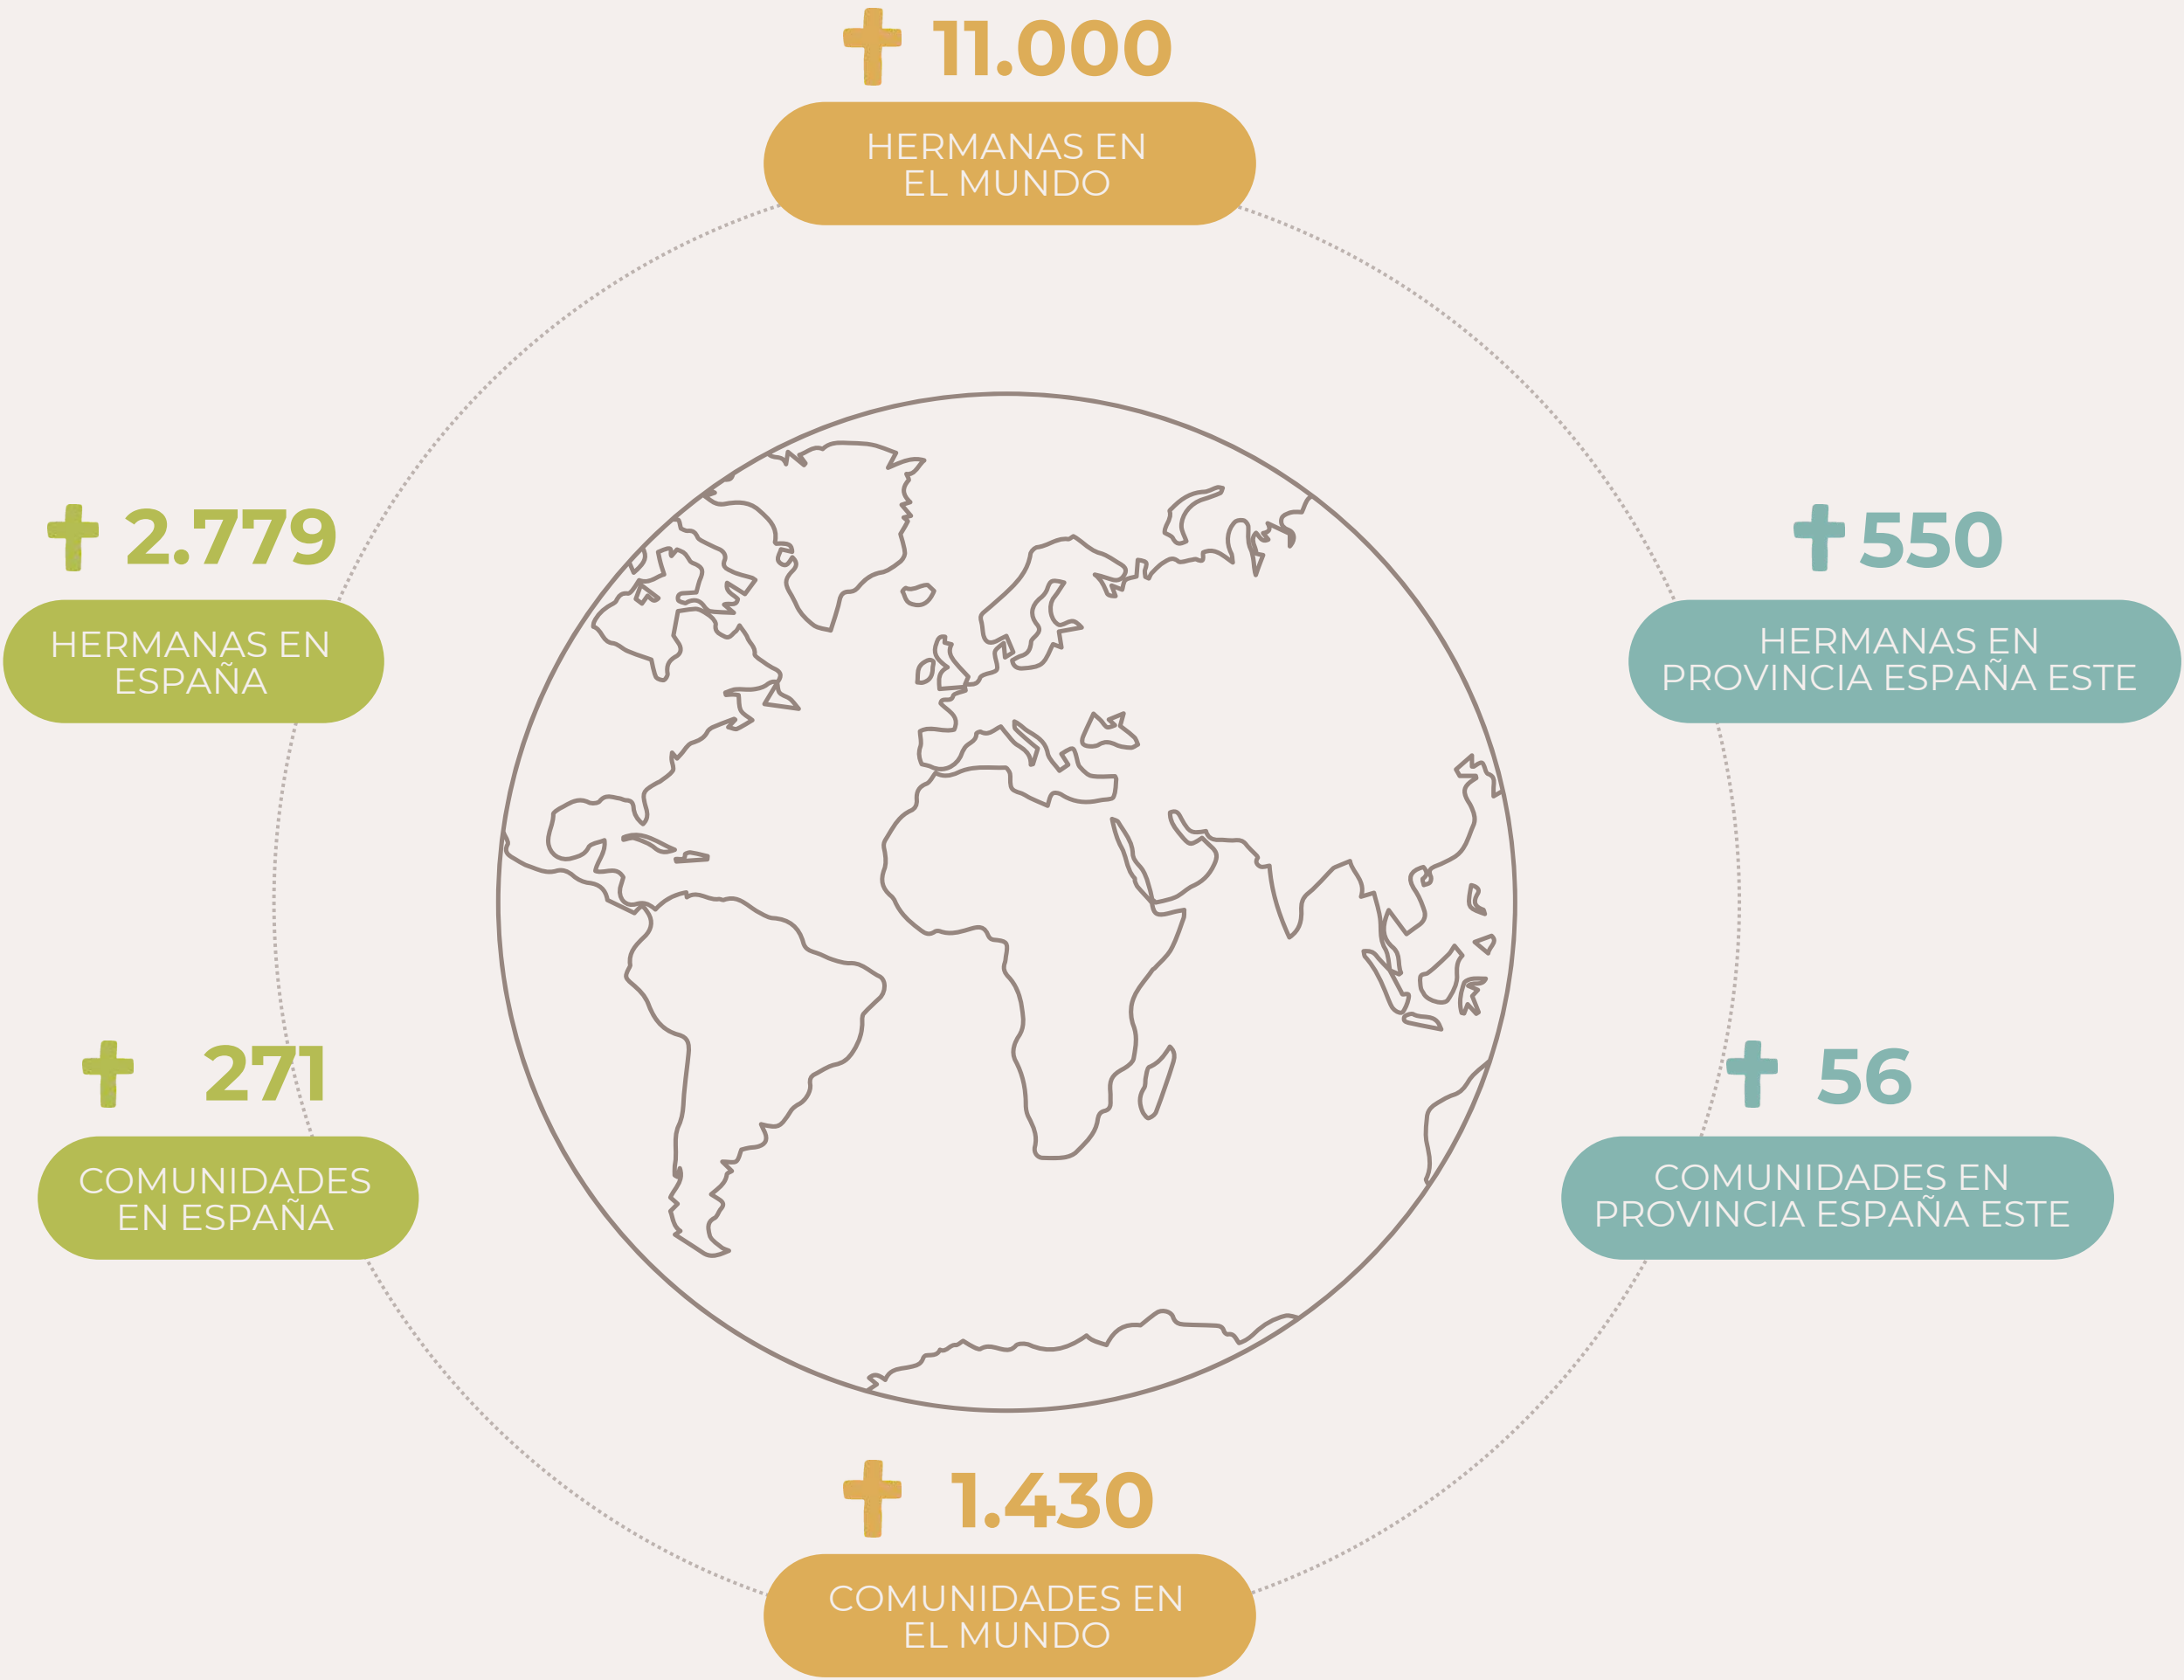 11.000
HERMANAS EN
EL MUNDO
2.779
HERMANAS EN
ESPAÑA
550
HERMANAS EN
PROVINCIA ESPAÑA ESTE
271
COMUNIDADES
EN ESPAÑA
56
COMUNIDADES EN
PROVINCIA ESPAÑA ESTE
1.430
COMUNIDADES EN
EL MUNDO